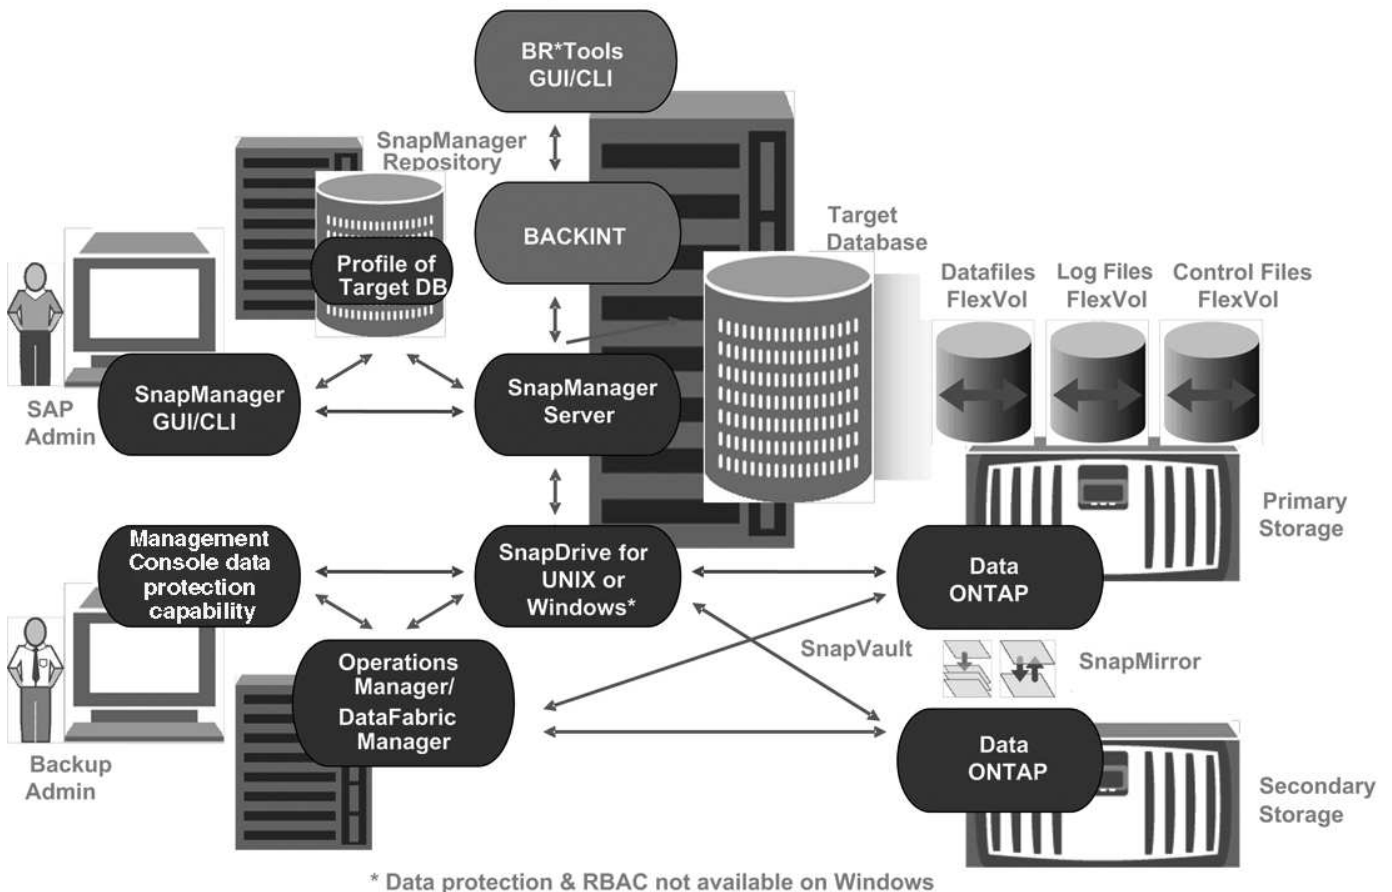 BR*Tools
GUI/CLI
SnapManager
Repository
BACKINT
Profile of
Target DB
Target
Database
Datafiles
FlexVol
Log Files
FlexVol
Control Files
FlexVol
SAP
Admin
SnapManager
GUI/CLI
SnapManager
Server
Primary
Storage
Management
Console data
protection
capability
SnapDrive for
UNIX or
Windows*
Data
ONTAP
SnapVault
SnapMirror
Operations
Manager/
DataFabric
Manager
Backup
Admin
Data
ONTAP
Secondary
Storage
* Data protection & RBAC not available on Windows